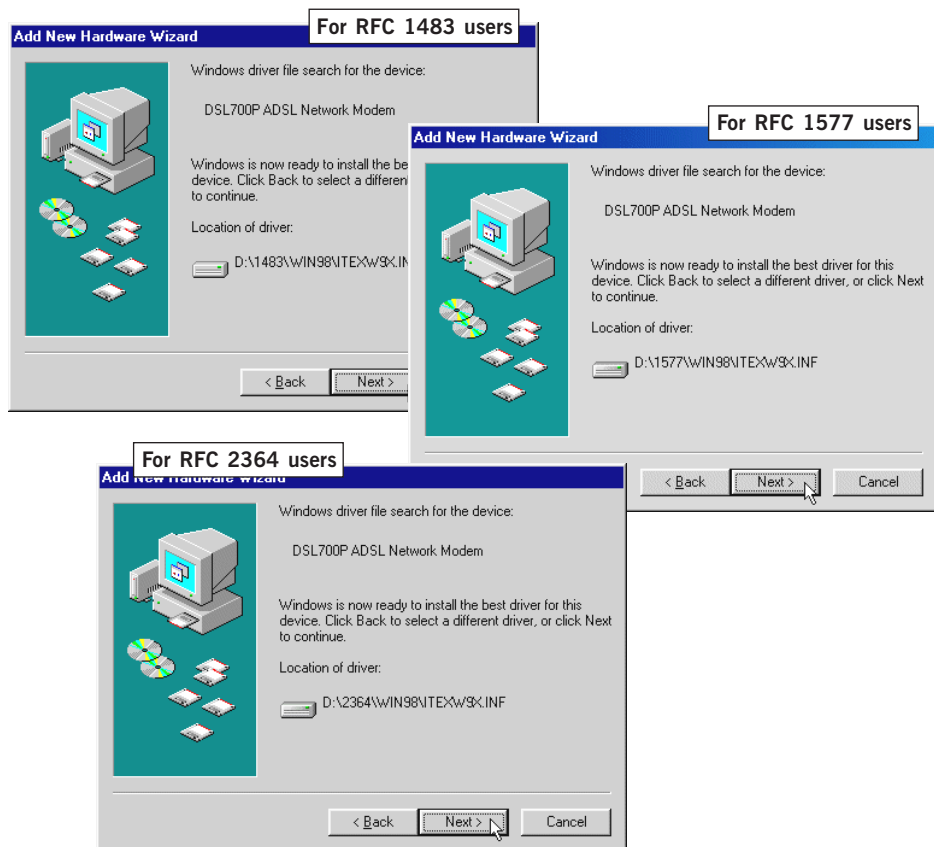 For RFC 1483 users
Add New Hardware Wizard
Windows driver file search for the device:
DSL700P ADSL Network Modem
Windows is now ready to install the be
device. Click Back to select a different
to continue.
Location of driver:
D:\1483\WIN98\ITEXW9X.IN
< Back
Next >
For RFC 1577 users
Add New Hardware Wizard
Windows driver file search for the device:
DSL700P ADSL Network Modem
Windows is now ready to install the best driver for this
device. Click Back to select a different driver, or click Next
to continue.
Location of driver:
D:\1577\WIN98\ITEXW9X.INF
< Back
Next >
Cancel
For RFC 2364 users
Add New Hardware Wizard
Windows driver file search for the device:
DSL700P ADSL Network Modem
Windows is now ready to install the best driver for this
device. Click Back to select a different driver, or click Next
to continue.
Location of driver:
D:\2364\WIN98\ITEXW9X.INF
< Back
Next >
Cancel